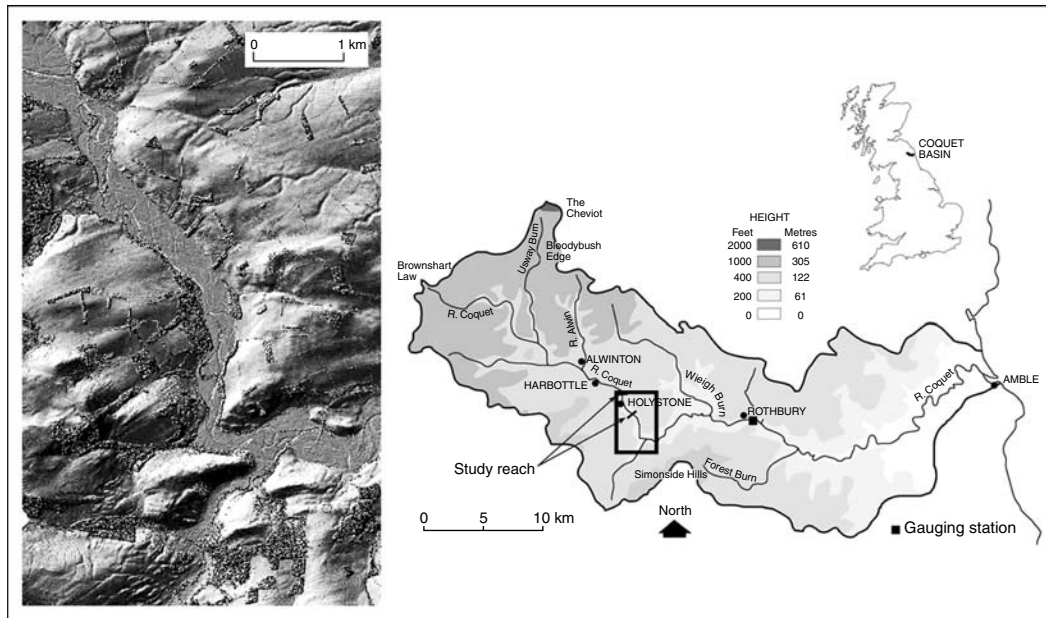 0 1 km
COQUET
BASIN
The
Cheviot
HEIGHT
Feet Metres
2000 610
1000 305
400 122
200 61
0 0
Usway Burn
Bloodybush
Edge
Brownshart
Law
R. Coquet
R. Alwin
ALWINTON
R. Coquet
HARBOTTLE
Wieigh Burn
R. Coquet
AMBLE
HOLYSTONE
ROTHBURY
Study reach
Simonside Hills
Forest Burn
0 5 10 km
North
Gauging station